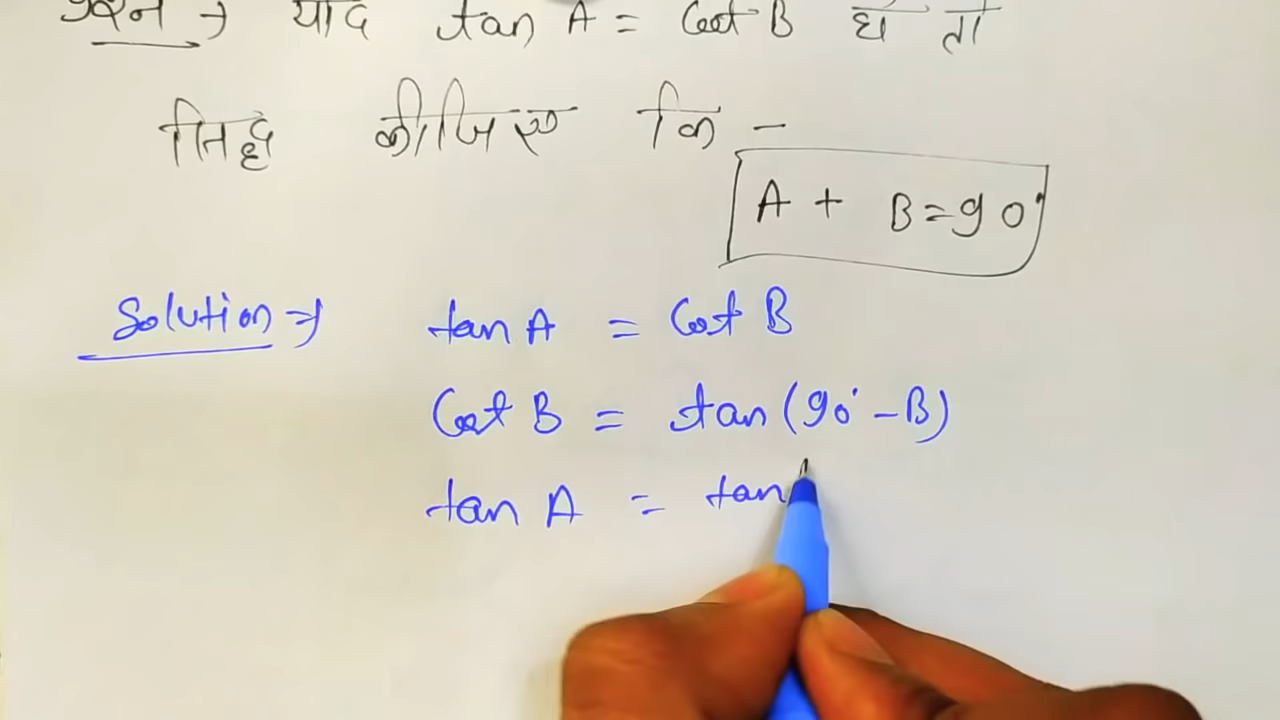 प्रश्न → यदि tan A = Cot B हो तो
सिद्ध कीजिए कि -
A + B = 90°
Solution ⇒ tan A = Cot B
Cot B = tan (90° - B)
tan A = tan